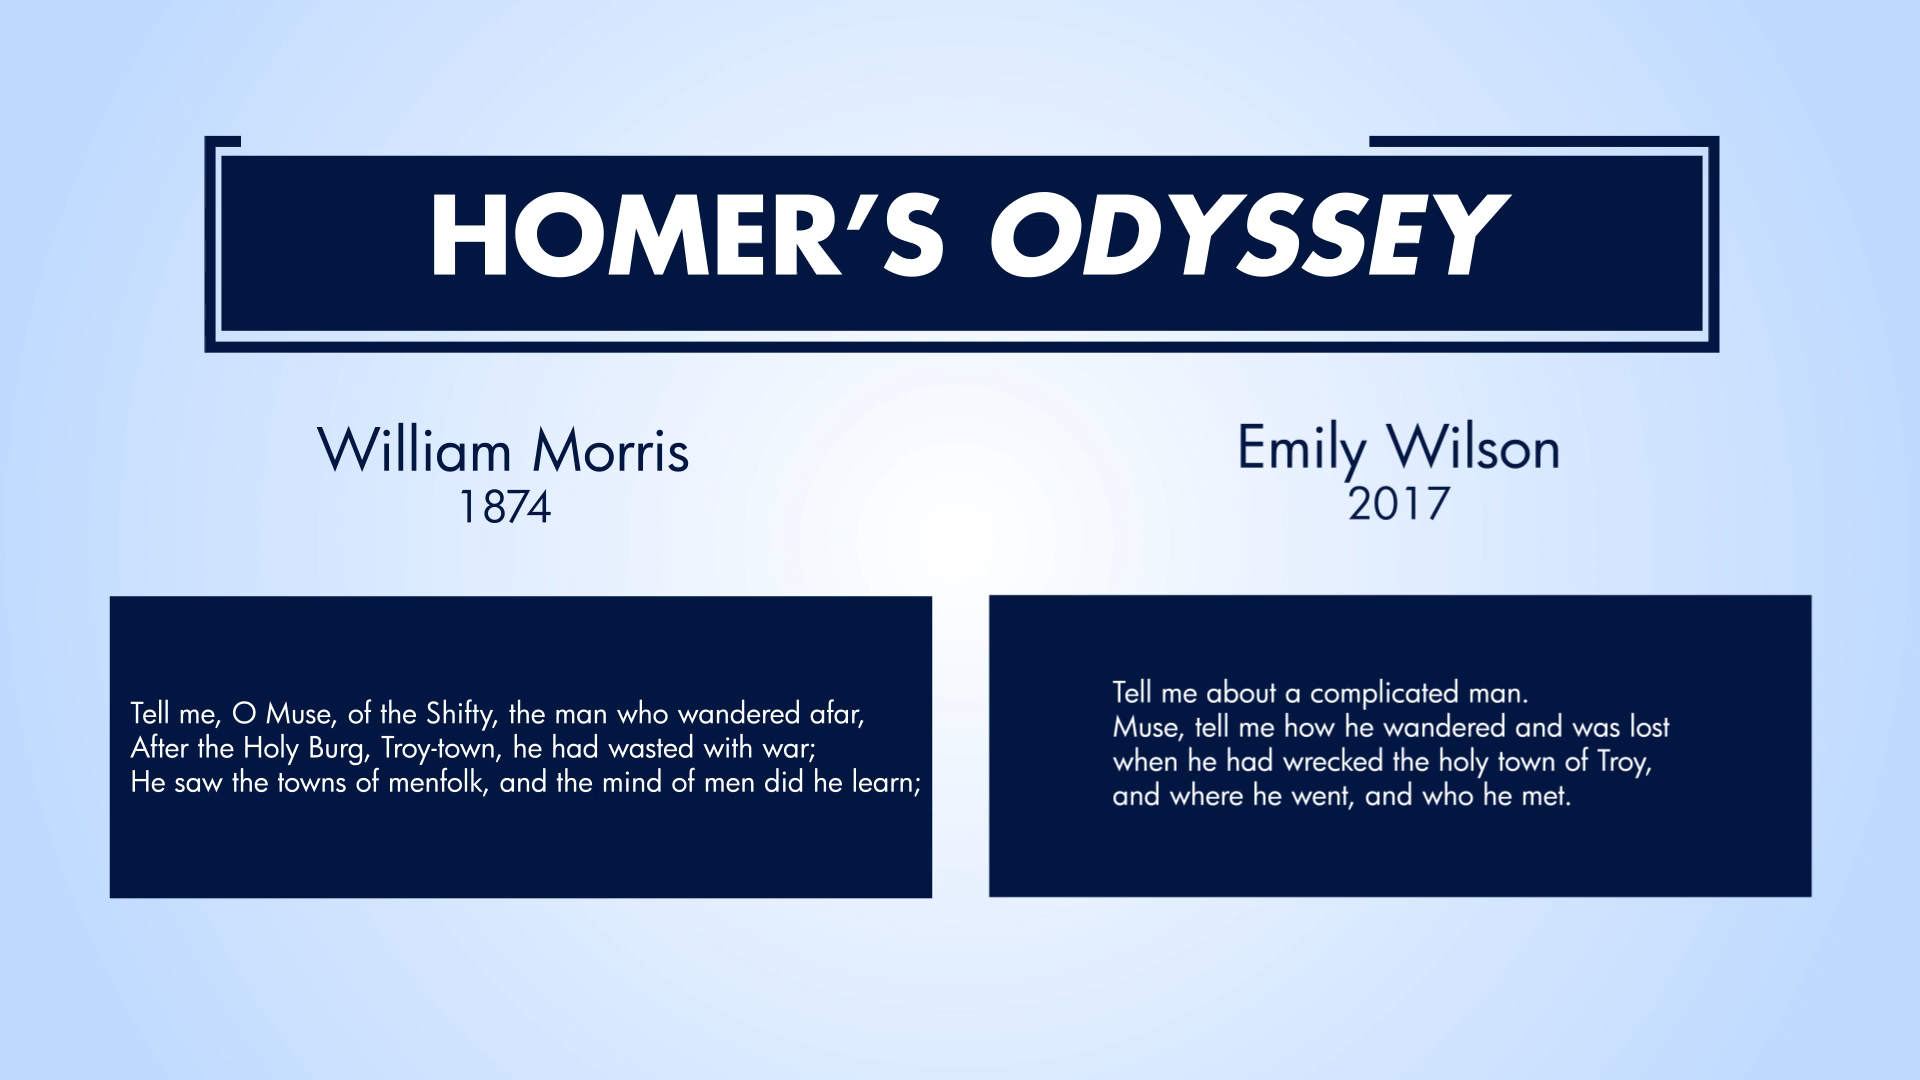 HOMER’S ODYSSEY
William Morris
1874
Tell me, O Muse, of the Shifty, the man who wandered afar,
After the Holy Burg, Troy-town, he had wasted with war;
He saw the towns of menfolk, and the mind of men did he learn;
Emily Wilson
2017
Tell me about a complicated man.
Muse, tell me how he wandered and was lost
when he had wrecked the holy town of Troy,
and where he went, and who he met.